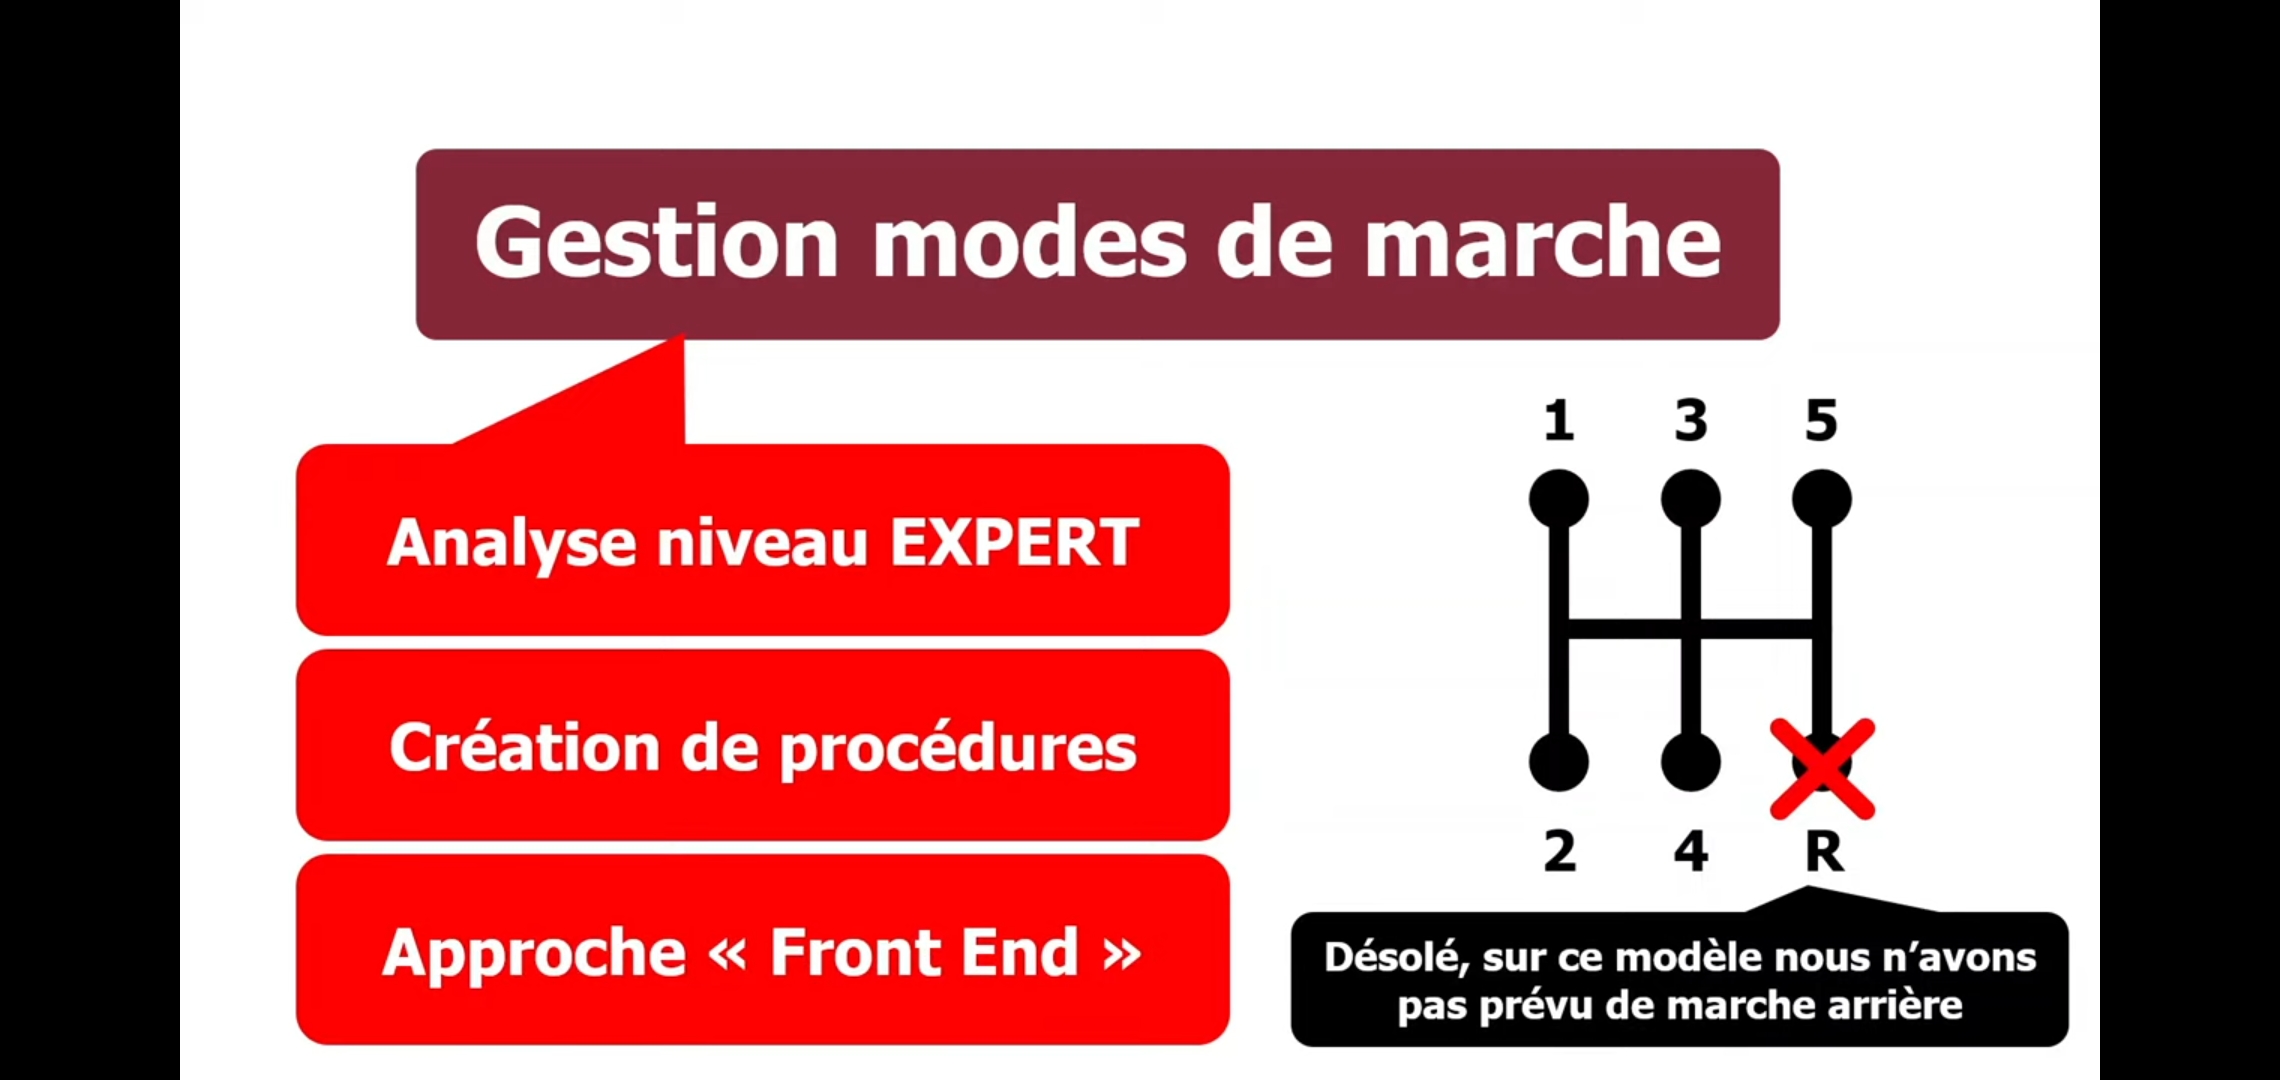 Gestion modes de marche
Analyse niveau EXPERT
Création de procédures
Approche « Front End »
1 3 5
2 4 R
Désolé, sur ce modèle nous n’avons
pas prévu de marche arrière